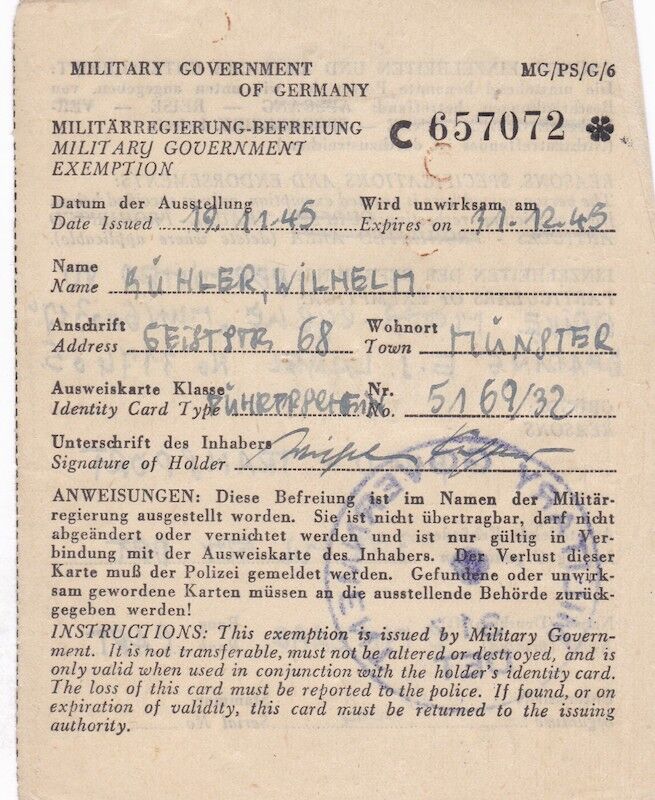 MILITARY GOVERNMENT
OF GERMANY
MG/PS/G/6
MILITÄRREGIERUNG-BEFREIUNG
MILITARY GOVERNMENT
EXEMPTION
C 657072 ✽
Datum der Ausstellung
Date Issued 19.11.45
Wird unwirksam am
Expires on 31.12.45
Name
Name BÜHLER, WILHELM
Anschrift
Address GEISTSTR 68
Wohnort
Town MÜNSTER
Ausweiskarte Klasse
Identity Card Type FÜHRERSCHEIN
Nr.
No. 5169/32
Unterschrift des Inhabers
Signature of Holder
ANWEISUNGEN: Diese Befreiung ist im Namen der Militär-
regierung ausgestellt worden. Sie ist nicht übertragbar, darf nicht
abgeändert oder vernichtet werden und ist nur gültig in Ver-
bindung mit der Ausweiskarte des Inhabers. Der Verlust dieser
Karte muß der Polizei gemeldet werden. Gefundene oder unwirk-
sam gewordene Karten müssen an die ausstellende Behörde zurück-
gegeben werden!
INSTRUCTIONS: This exemption is issued by Military Govern-
ment. It is not transferable, must not be altered or destroyed, and is
only valid when used in conjunction with the holder's identity card.
The loss of this card must be reported to the police. If found, or on
expiration of validity, this card must be returned to the issuing
authority.